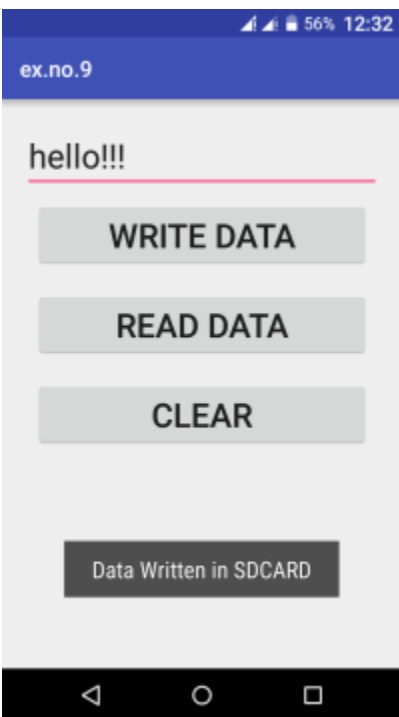 56% 12:32
ex.no.9
hello!!!
WRITE DATA
READ DATA
CLEAR
Data Written in SDCARD